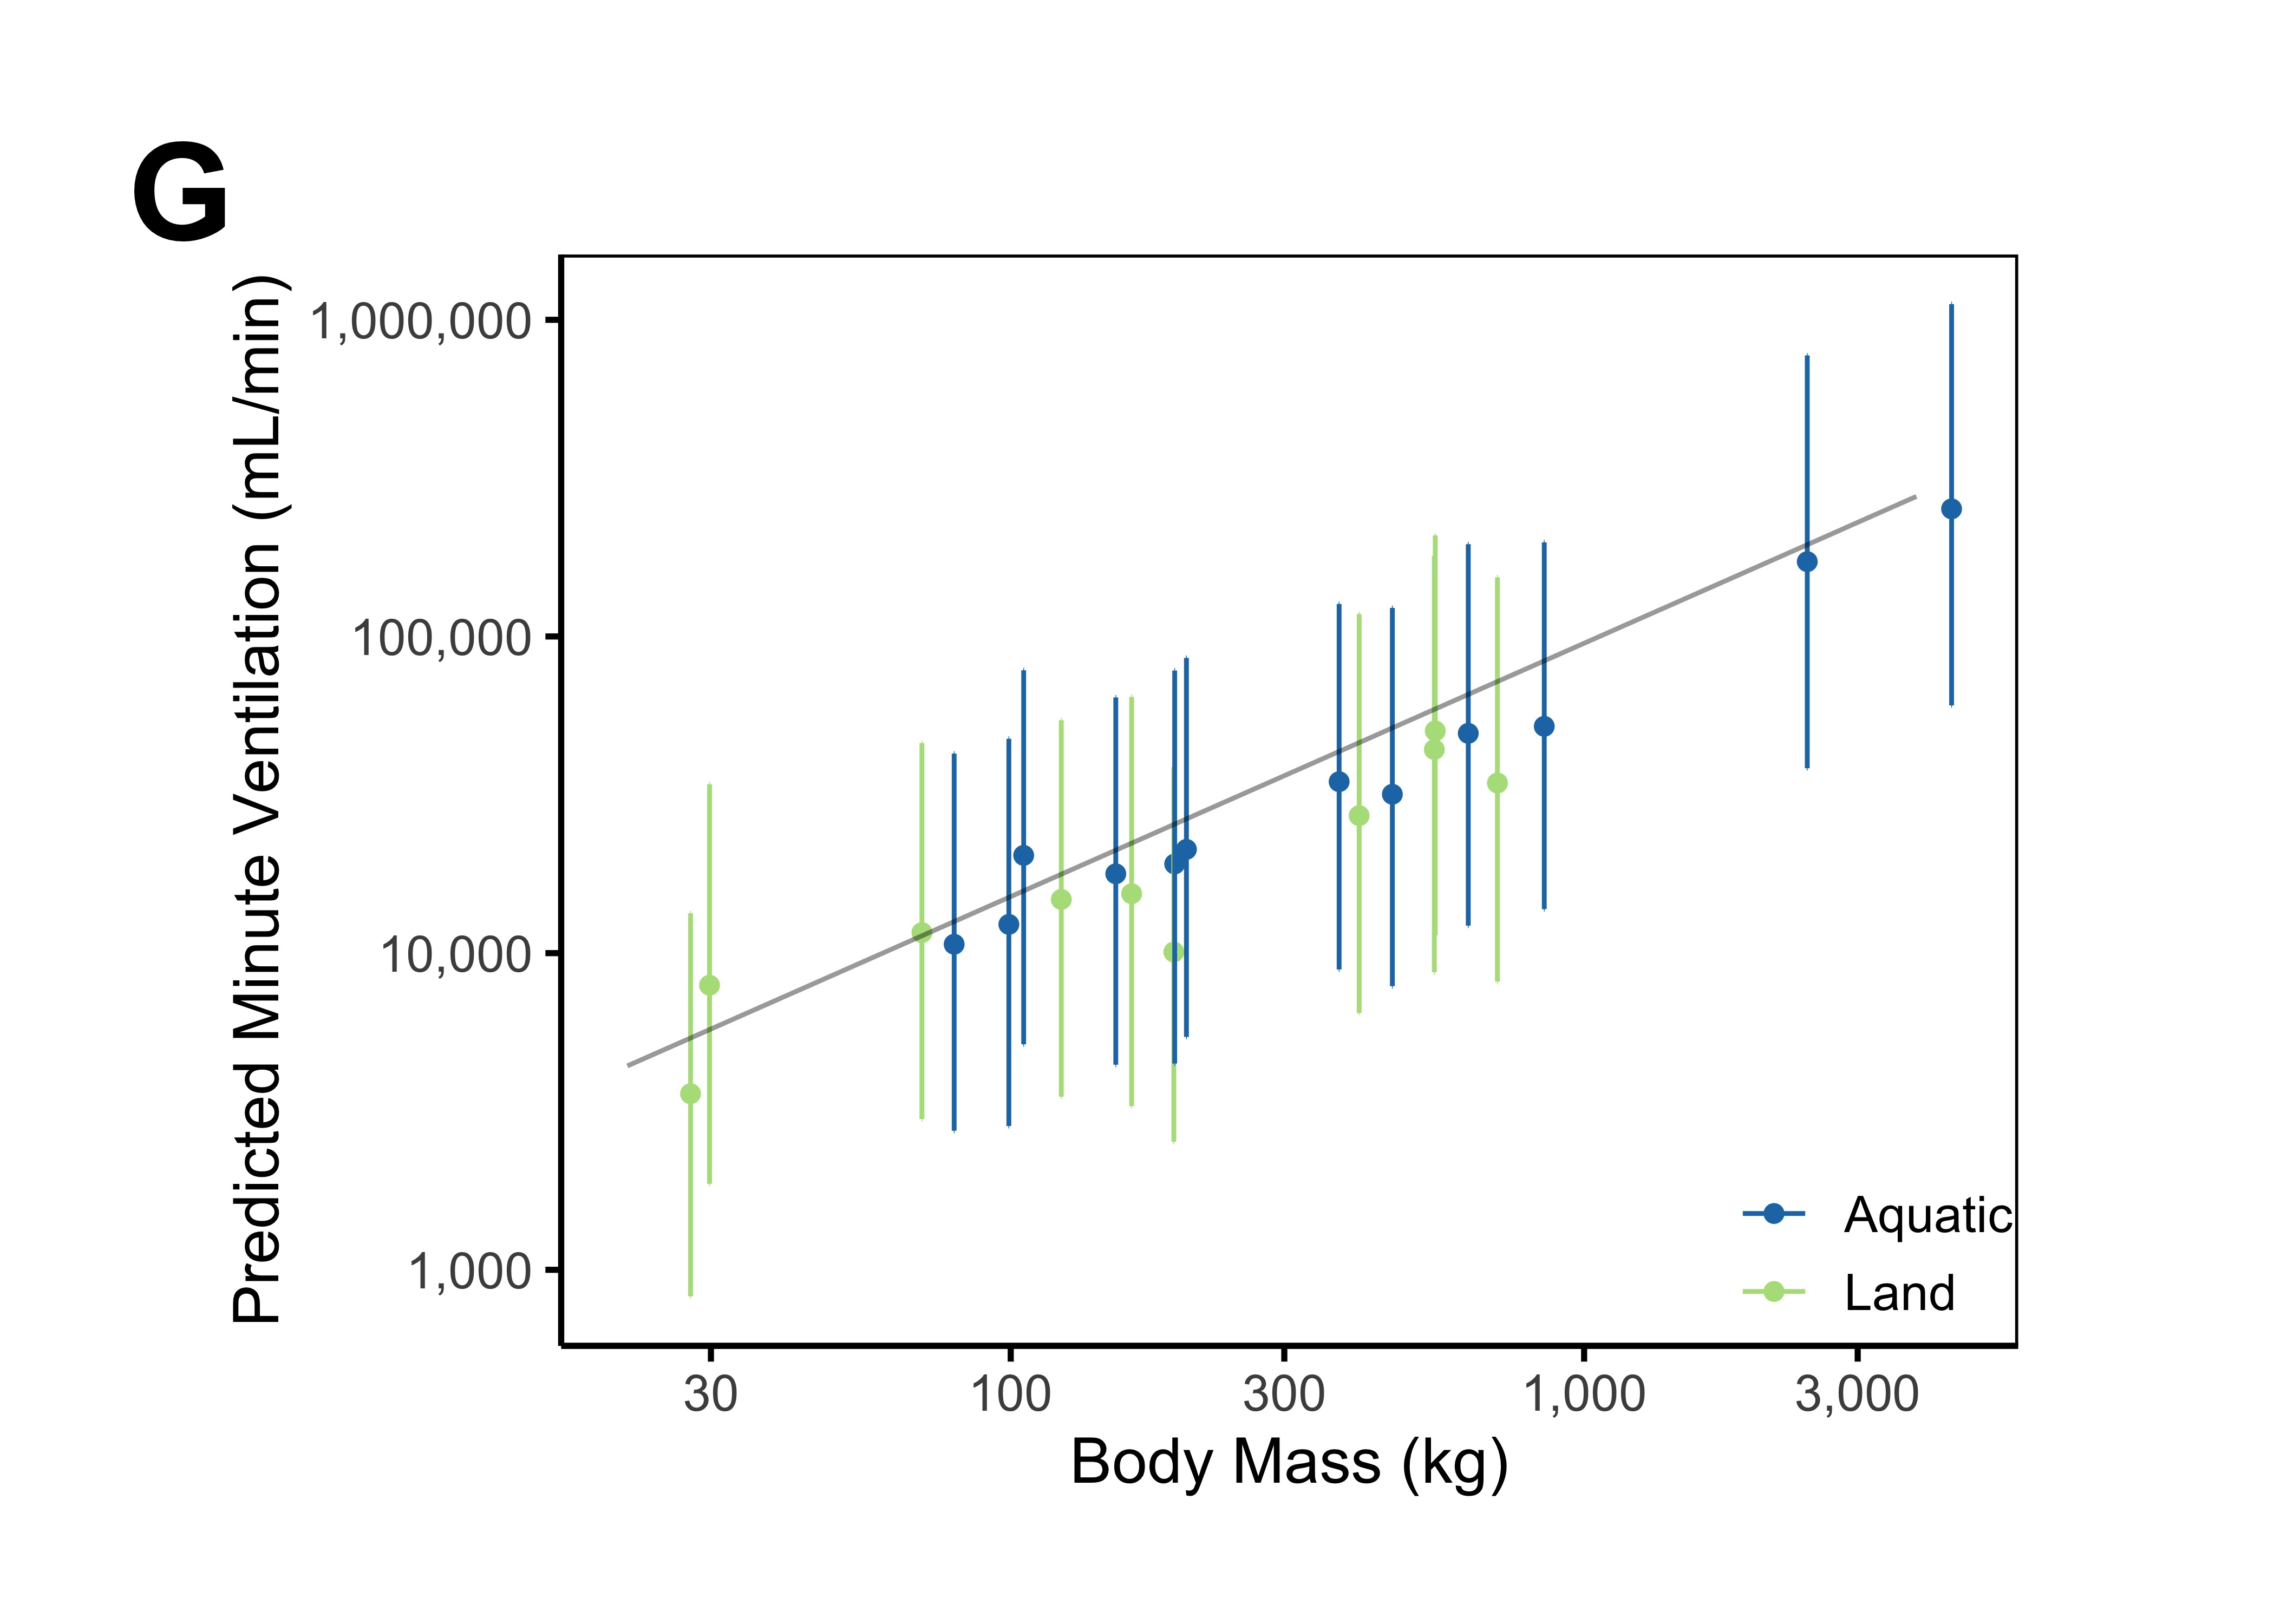 G
Predicted Minute Ventilation (mL/min)
1,000,000
100,000
10,000
1,000
Aquatic
Land
30 100 300 1,000 3,000
Body Mass (kg)